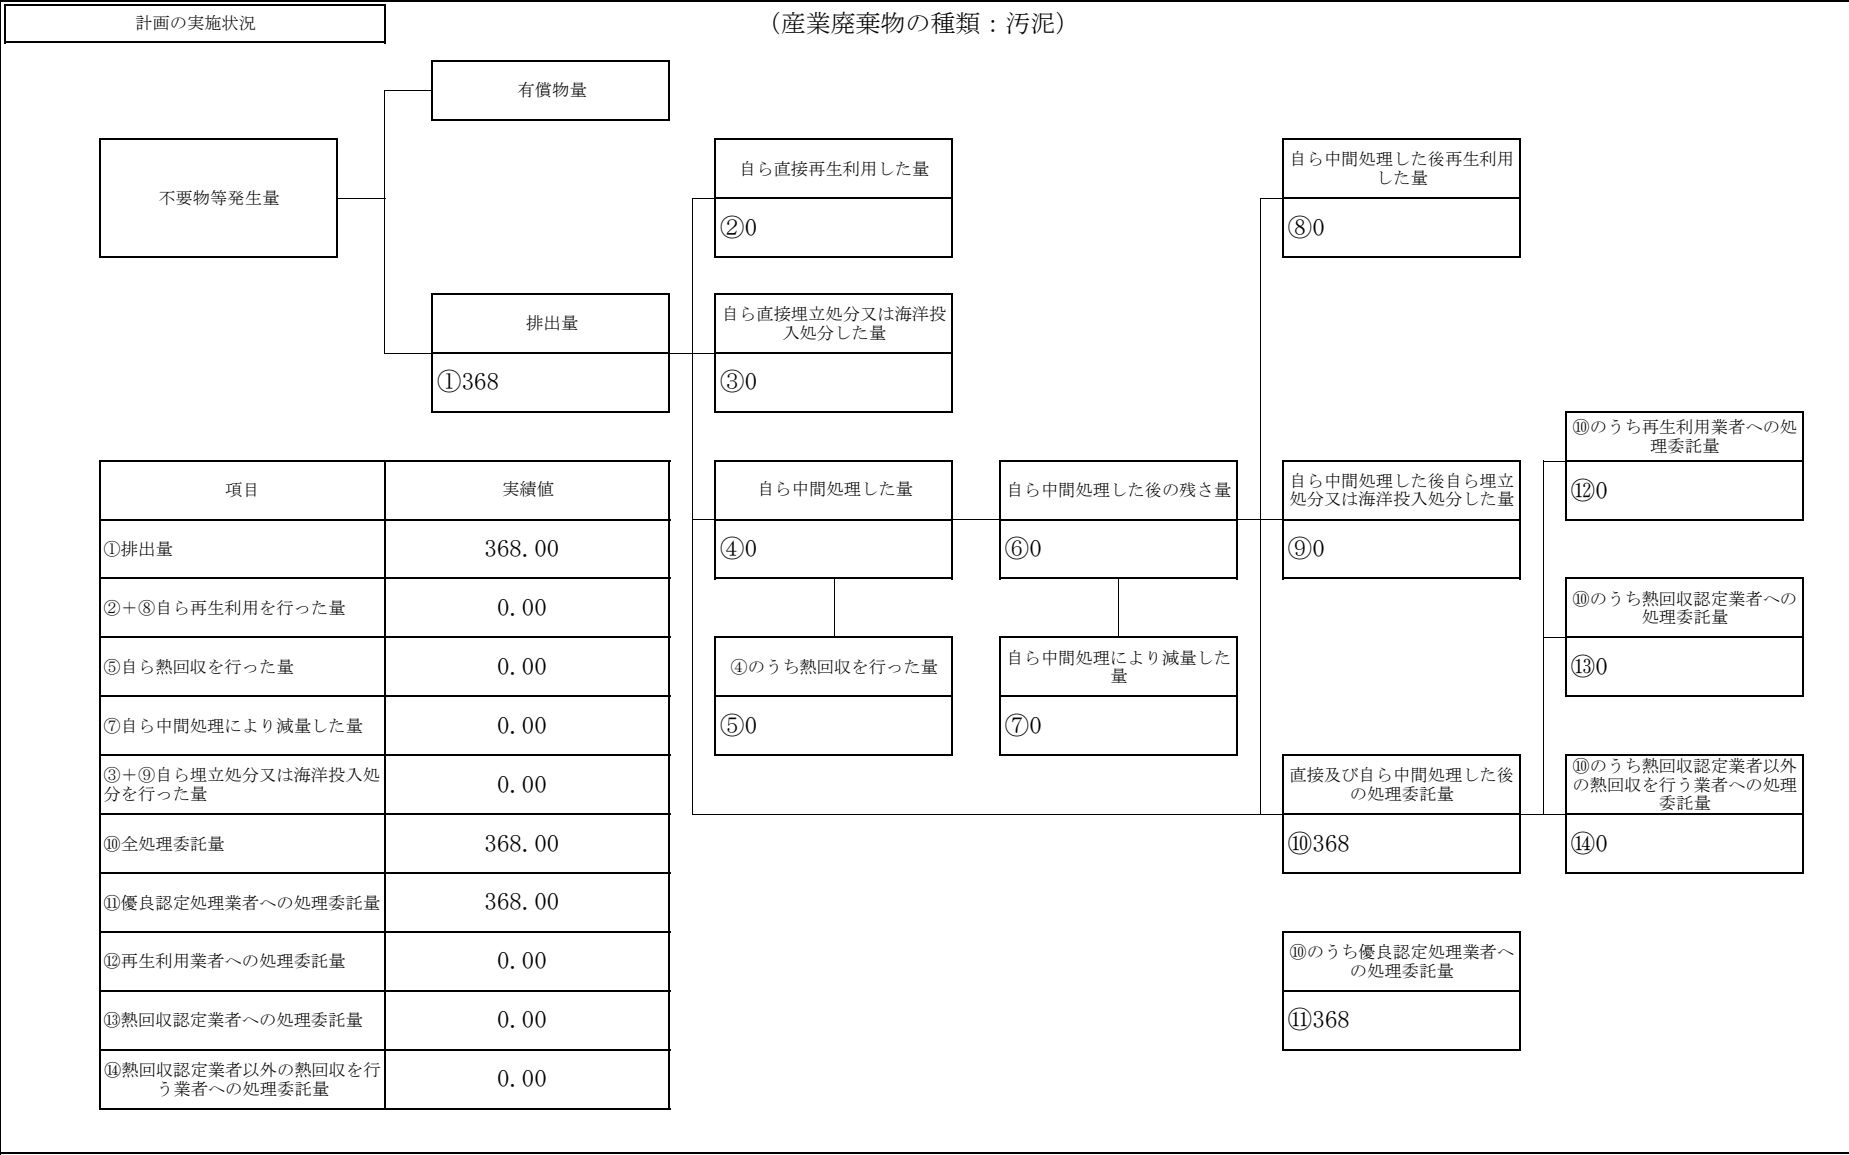 計画の実施状況
（産業廃棄物の種類：汚泥）
有償物量
不要物等発生量
自ら直接再生利用した量
②0
自ら中間処理した後再生利用
した量
⑧0
排出量
①368
自ら直接埋立処分又は海洋投
入処分した量
③0
⑩のうち再生利用業者への処
理委託量
⑫0
自ら中間処理した量
④0
自ら中間処理した後の残さ量
⑥0
自ら中間処理した後自ら埋立
処分又は海洋投入処分した量
⑨0
⑩のうち熱回収認定業者への
処理委託量
⑬0
④のうち熱回収を行った量
⑤0
自ら中間処理により減量した
量
⑦0
直接及び自ら中間処理した後
の処理委託量
⑩368
⑩のうち熱回収認定業者以外
の熱回収を行う業者への処理
委託量
⑭0
⑩のうち優良認定処理業者へ
の処理委託量
⑪368
項目 実績値
①排出量 368.00
②＋⑧自ら再生利用を行った量 0.00
⑤自ら熱回収を行った量 0.00
⑦自ら中間処理により減量した量 0.00
③＋⑨自ら埋立処分又は海洋投入処
分を行った量 0.00
⑩全処理委託量 368.00
⑪優良認定処理業者への処理委託量 368.00
⑫再生利用業者への処理委託量 0.00
⑬熱回収認定業者への処理委託量 0.00
⑭熱回収認定業者以外の熱回収を行
う業者への処理委託量 0.00